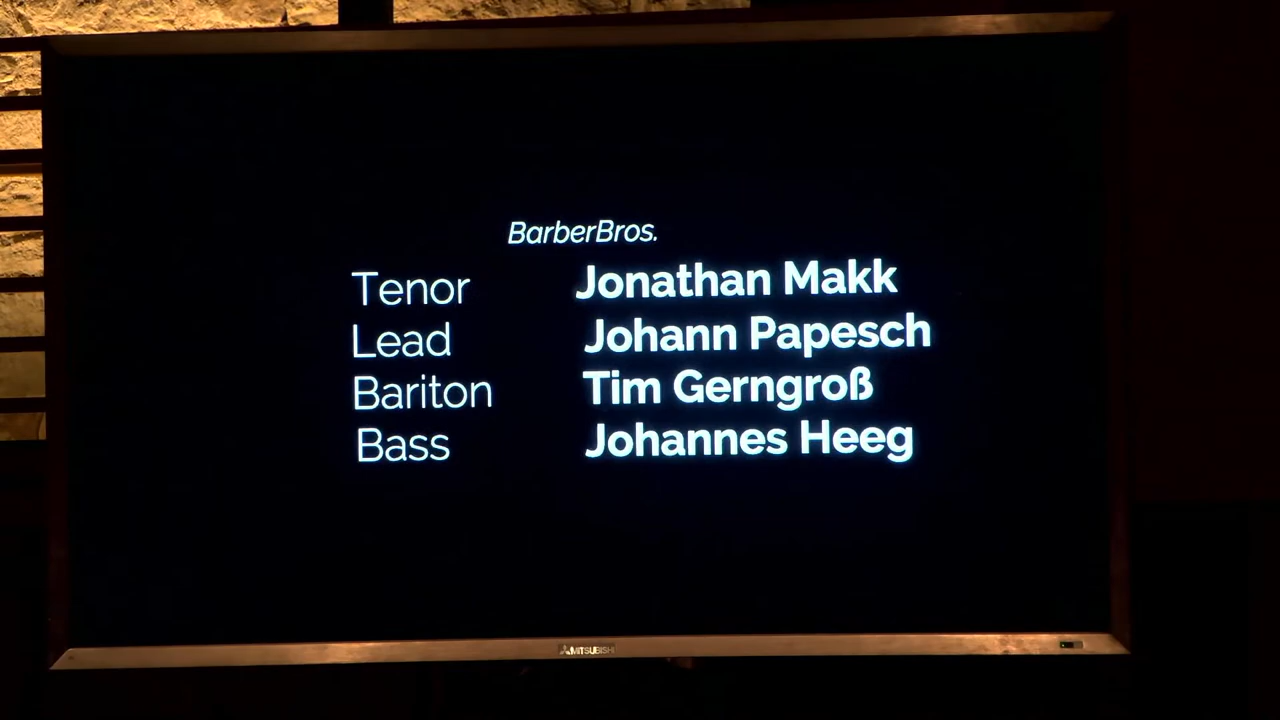 BarberBros.
Tenor Jonathan Makk
Lead Johann Papesch
Bariton Tim Gerngroß
Bass Johannes Heeg
MITSUBISHI